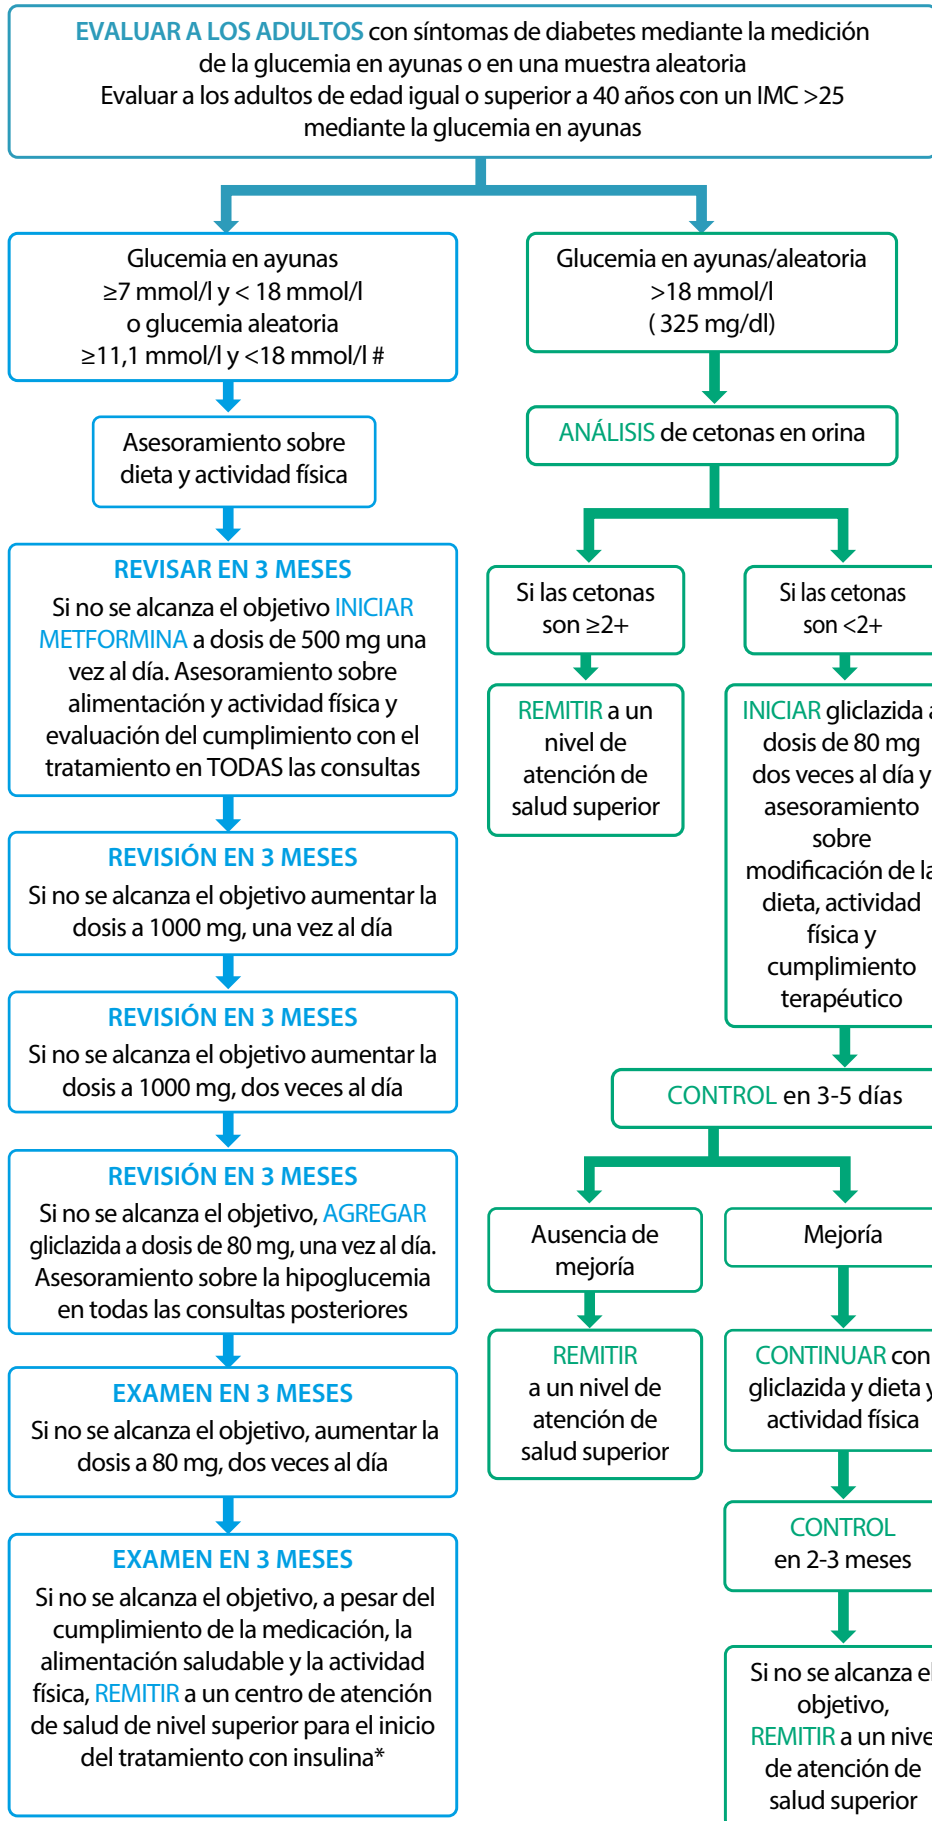 EVALUAR A LOS ADULTOS con síntomas de diabetes mediante la medición
de la glucemia en ayunas o en una muestra aleatoria
Evaluar a los adultos de edad igual o superior a 40 años con un IMC >25
mediante la glucemia en ayunas
Glucemia en ayunas
≥7 mmol/l y < 18 mmol/l
o glucemia aleatoria
≥11,1 mmol/l y <18 mmol/l #
Asesoramiento sobre
dieta y actividad física
REVISAR EN 3 MESES
Si no se alcanza el objetivo INICIAR
METFORMINA a dosis de 500 mg una
vez al día. Asesoramiento sobre
alimentación y actividad física y
evaluación del cumplimiento con el
tratamiento en TODAS las consultas
REVISIÓN EN 3 MESES
Si no se alcanza el objetivo aumentar la
dosis a 1000 mg, una vez al día
REVISIÓN EN 3 MESES
Si no se alcanza el objetivo aumentar la
dosis a 1000 mg, dos veces al día
REVISIÓN EN 3 MESES
Si no se alcanza el objetivo, AGREGAR
gliclazida a dosis de 80 mg, una vez al día.
Asesoramiento sobre la hipoglucemia
en todas las consultas posteriores
EXAMEN EN 3 MESES
Si no se alcanza el objetivo, aumentar la
dosis a 80 mg, dos veces al día
EXAMEN EN 3 MESES
Si no se alcanza el objetivo, a pesar del
cumplimiento de la medicación, la
alimentación saludable y la actividad
física, REMITIR a un centro de atención
de salud de nivel superior para el inicio
del tratamiento con insulina*
Glucemia en ayunas/aleatoria
>18 mmol/l
( 325 mg/dl)
ANÁLISIS de cetonas en orina
Si las cetonas
son ≥2+
REMITIR a un
nivel de
atención de
salud superior
Si las cetonas
son <2+
INICIAR gliclazida a
dosis de 80 mg
dos veces al día y
asesoramiento
sobre
modificación de la
dieta, actividad
física y
cumplimiento
terapéutico
CONTROL en 3-5 días
Ausencia de
mejoría
REMITIR
a un nivel de
atención de
salud superior
Mejoría
CONTINUAR con
gliclazida y dieta y
actividad física
CONTROL
en 2-3 meses
Si no se alcanza el
objetivo,
REMITIR a un nive
de atención de
salud superior